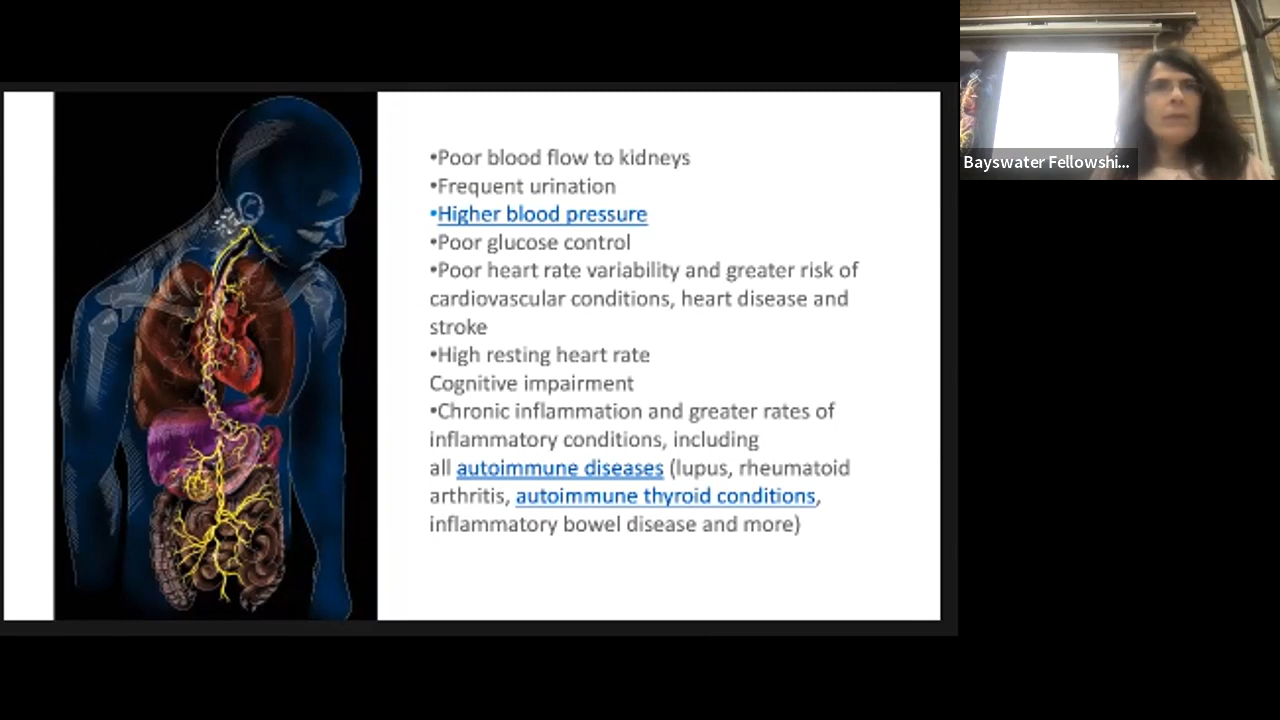 •Poor blood flow to kidneys
•Frequent urination
•Higher blood pressure
•Poor glucose control
•Poor heart rate variability and greater risk of
cardiovascular conditions, heart disease and
stroke
•High resting heart rate
Cognitive impairment
•Chronic inflammation and greater rates of
inflammatory conditions, including
all autoimmune diseases (lupus, rheumatoid
arthritis, autoimmune thyroid conditions,
inflammatory bowel disease and more)
Bayswater Fellowshi...